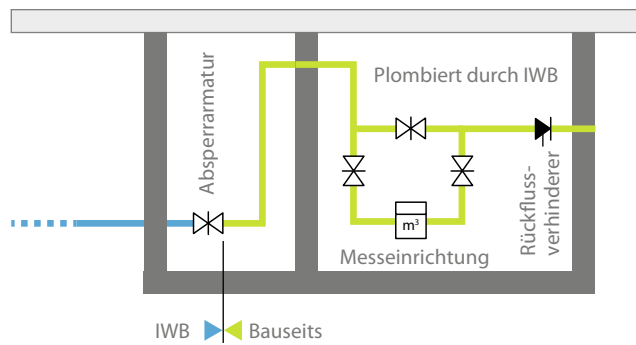 Absperrarmatur
Plombiert durch IWB
m³
Messeinrichtung
Rückfluss-
verhinderer
IWB
Bauseits